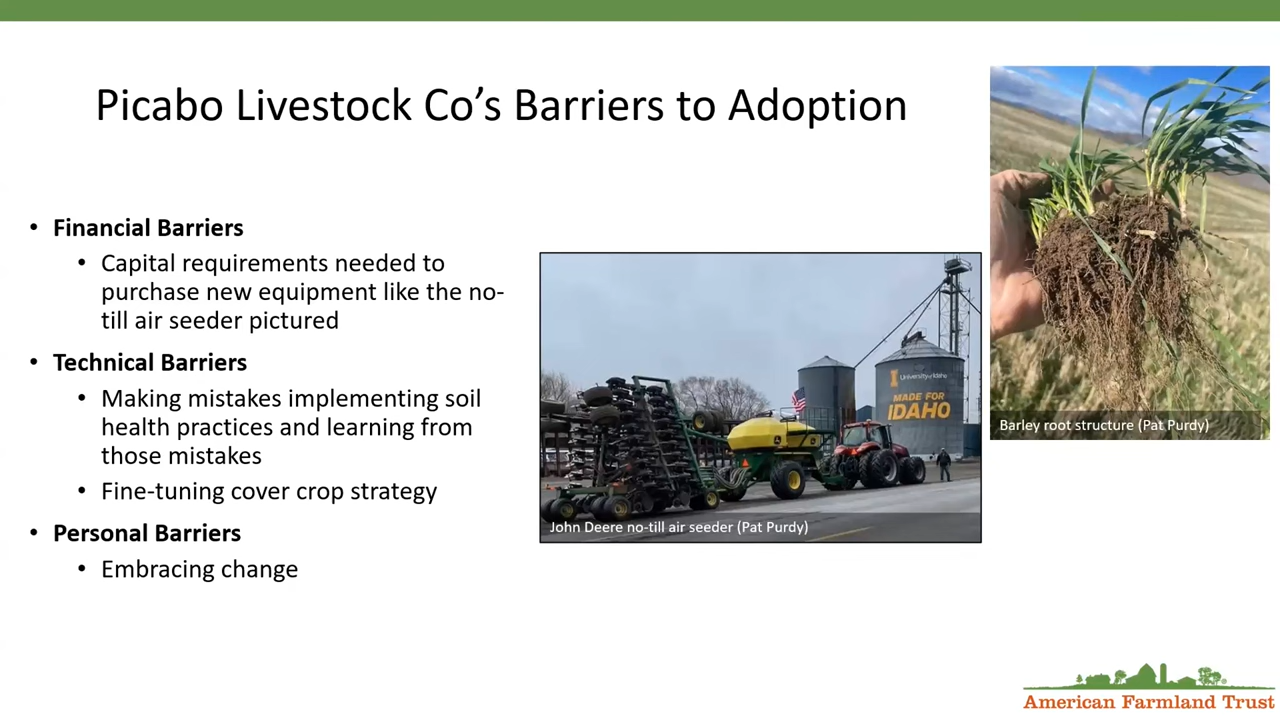 Picabo Livestock Co’s Barriers to Adoption
• Financial Barriers
• Capital requirements needed to
purchase new equipment like the no-
till air seeder pictured
• Technical Barriers
• Making mistakes implementing soil
health practices and learning from
those mistakes
• Fine-tuning cover crop strategy
• Personal Barriers
• Embracing change
I University of Idaho
MADE FOR
IDAHO
John Deere no-till air seeder (Pat Purdy)
Barley root structure (Pat Purdy)
American Farmland Trust